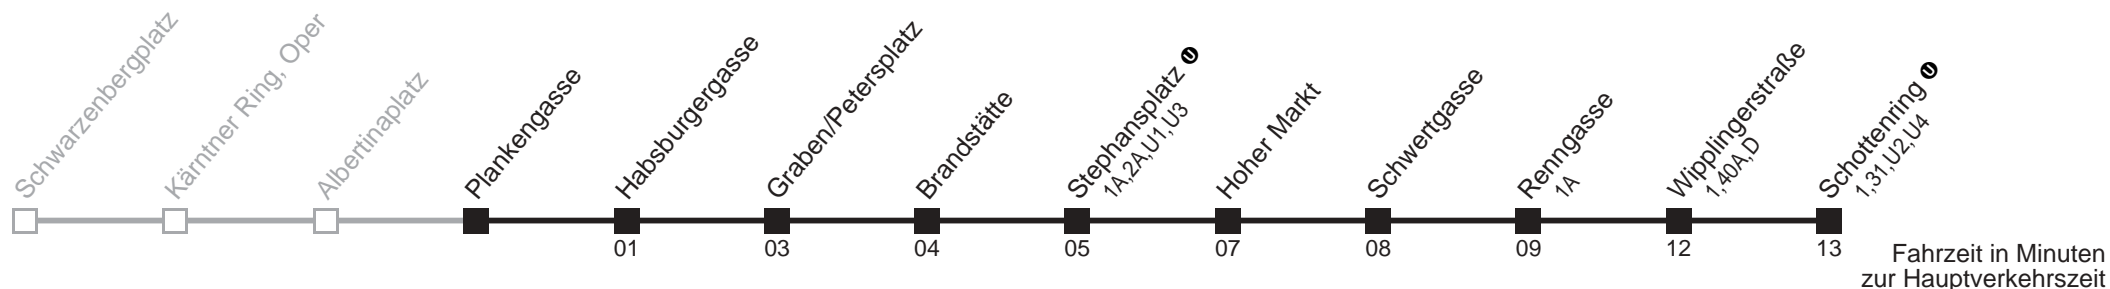 Schwarzenbergplatz
Kärntner Ring, Oper
Albertinaplatz
Plankengasse
Habsburgergasse
Graben/Petersplatz
Brandstätte
Stephansplatz U
1A,2A,U1,U3
Hoher Markt
Schwertgasse
Renngasse
1A
Wipplingerstraße
1,40A,D
Schottenring U
1,31,U2,U4
01 03 04 05 07 08 09 12 13
Fahrzeit in Minuten
zur Hauptverkehrszeit